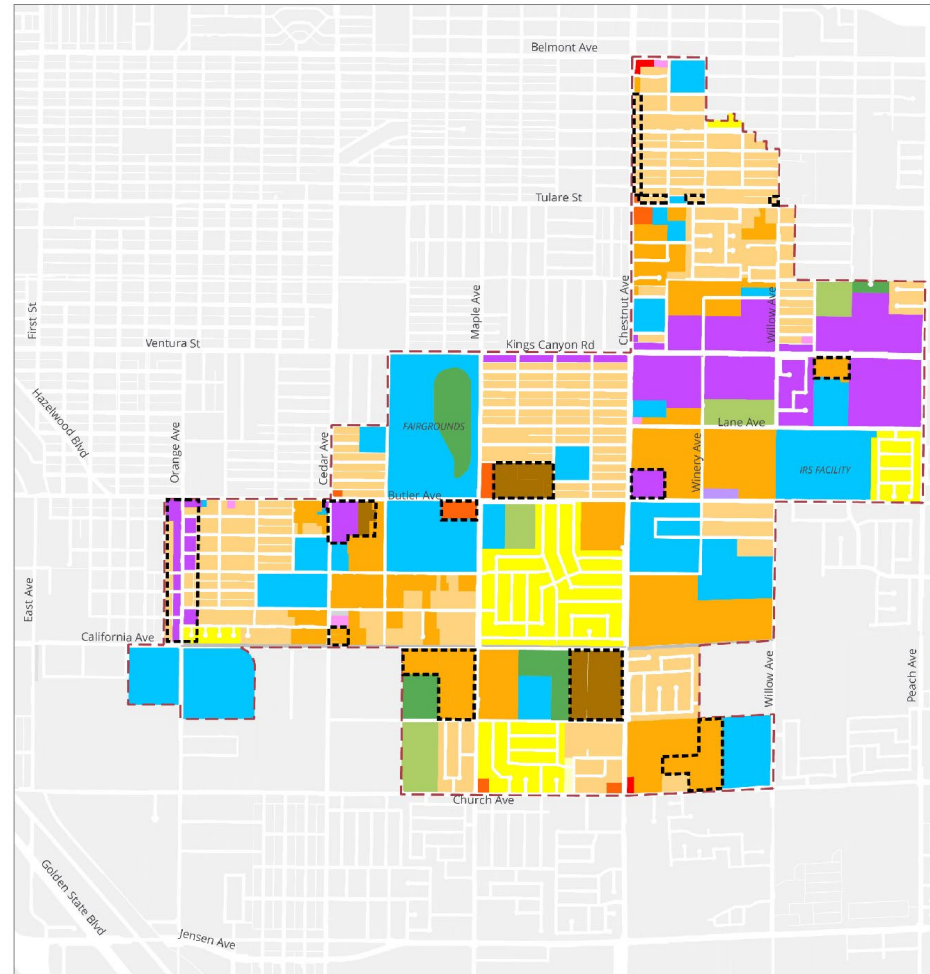 Belmont Ave
Tulare St
First St
Maple Ave
Chestnut Ave
Willow Ave
Ventura St
Kings Canyon Rd
Hazelwood Blvd
Orange Ave
Cedar Ave
FAIRGROUNDS
Lane Ave
Winery Ave
IRS FACILITY
Butler Ave
East Ave
California Ave
Willow Ave
Peach Ave
Church Ave
Golden State Blvd
Jensen Ave